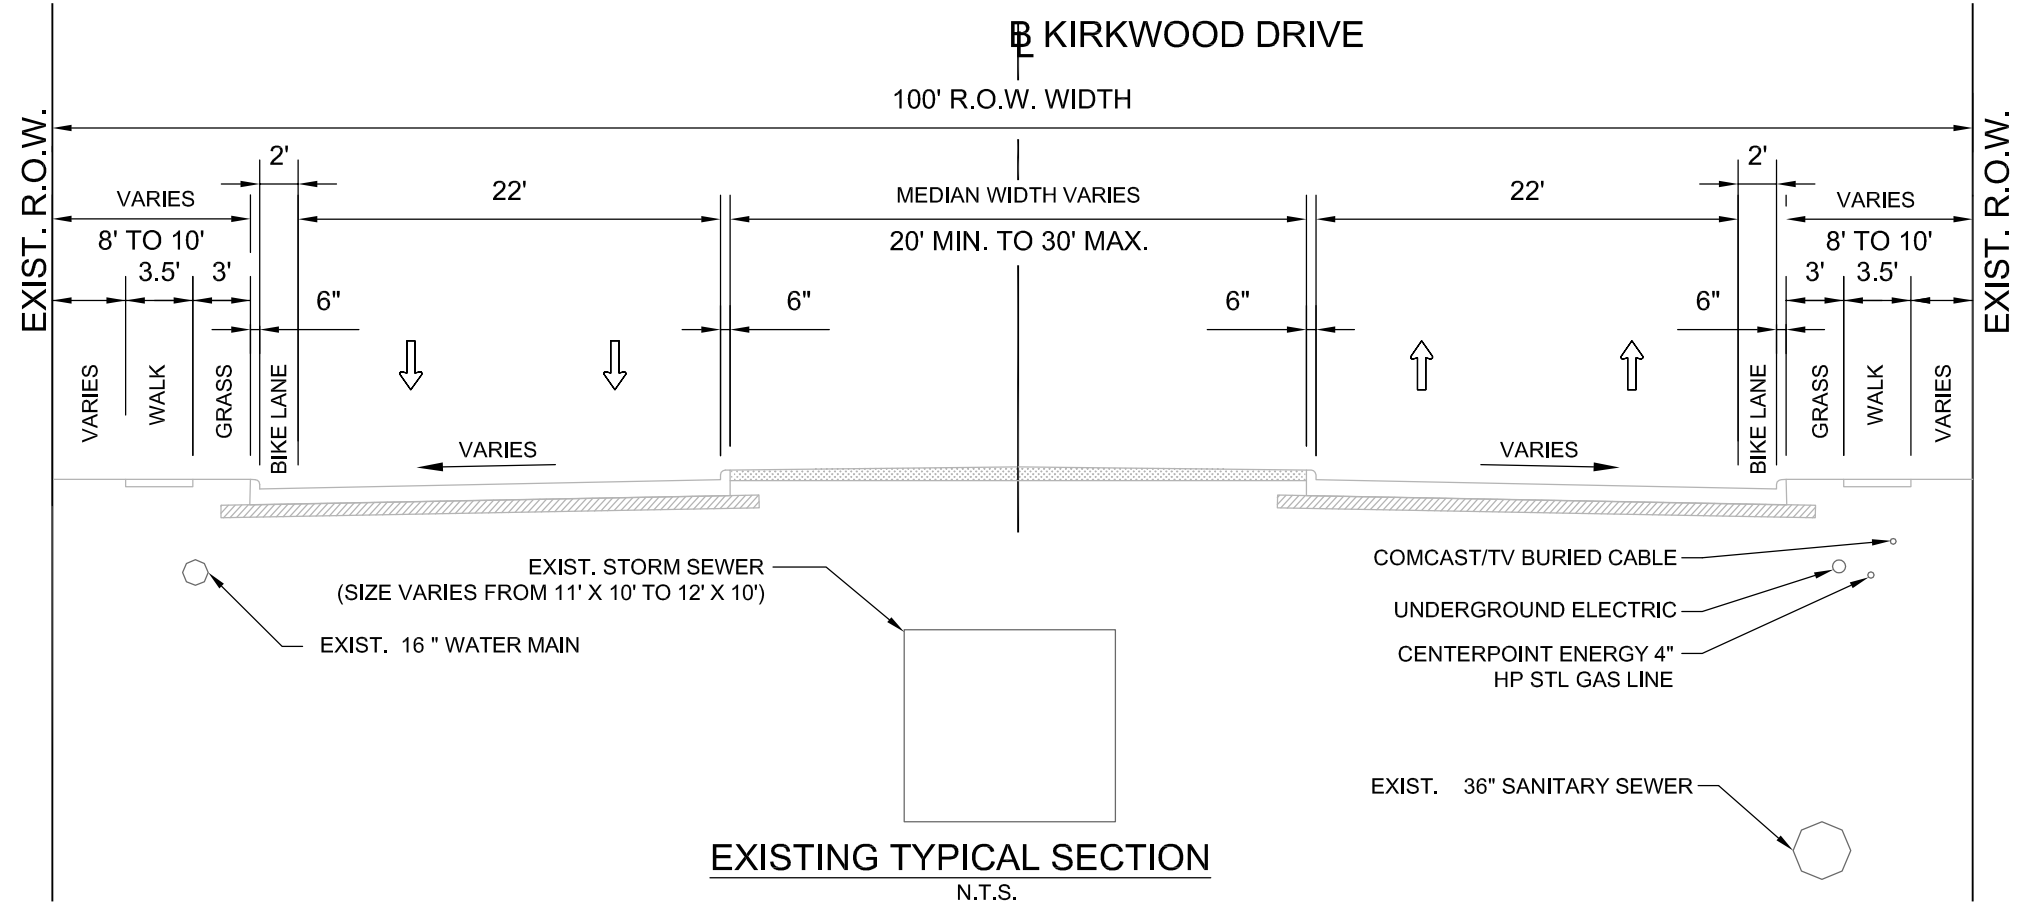 BL KIRKWOOD DRIVE
100' R.O.W. WIDTH
EXIST. R.O.W.
EXIST. R.O.W.
2'
2'
VARIES
22'
MEDIAN WIDTH VARIES
22'
VARIES
8' TO 10'
20' MIN. TO 30' MAX.
8' TO 10'
3.5'
3'
3'
3.5'
6"
6"
6"
6"
VARIES
WALK
GRASS
BIKE LANE
BIKE LANE
GRASS
WALK
VARIES
VARIES
VARIES
EXIST. STORM SEWER
(SIZE VARIES FROM 11' X 10' TO 12' X 10')
EXIST. 16 " WATER MAIN
COMCAST/TV BURIED CABLE
UNDERGROUND ELECTRIC
CENTERPOINT ENERGY 4"
HP STL GAS LINE
EXIST. 36" SANITARY SEWER
EXISTING TYPICAL SECTION
N.T.S.